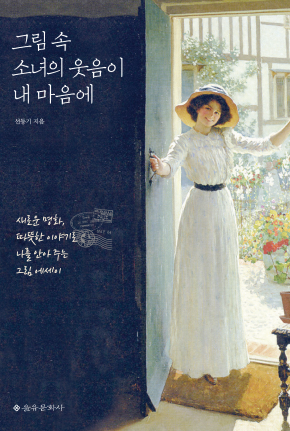 그림 속
소녀의 웃음이
내 마음에
선동기 지음
새로운 명화,
따뜻한 이야기로
나를 안아 주는
그림 에세이
을유문화사